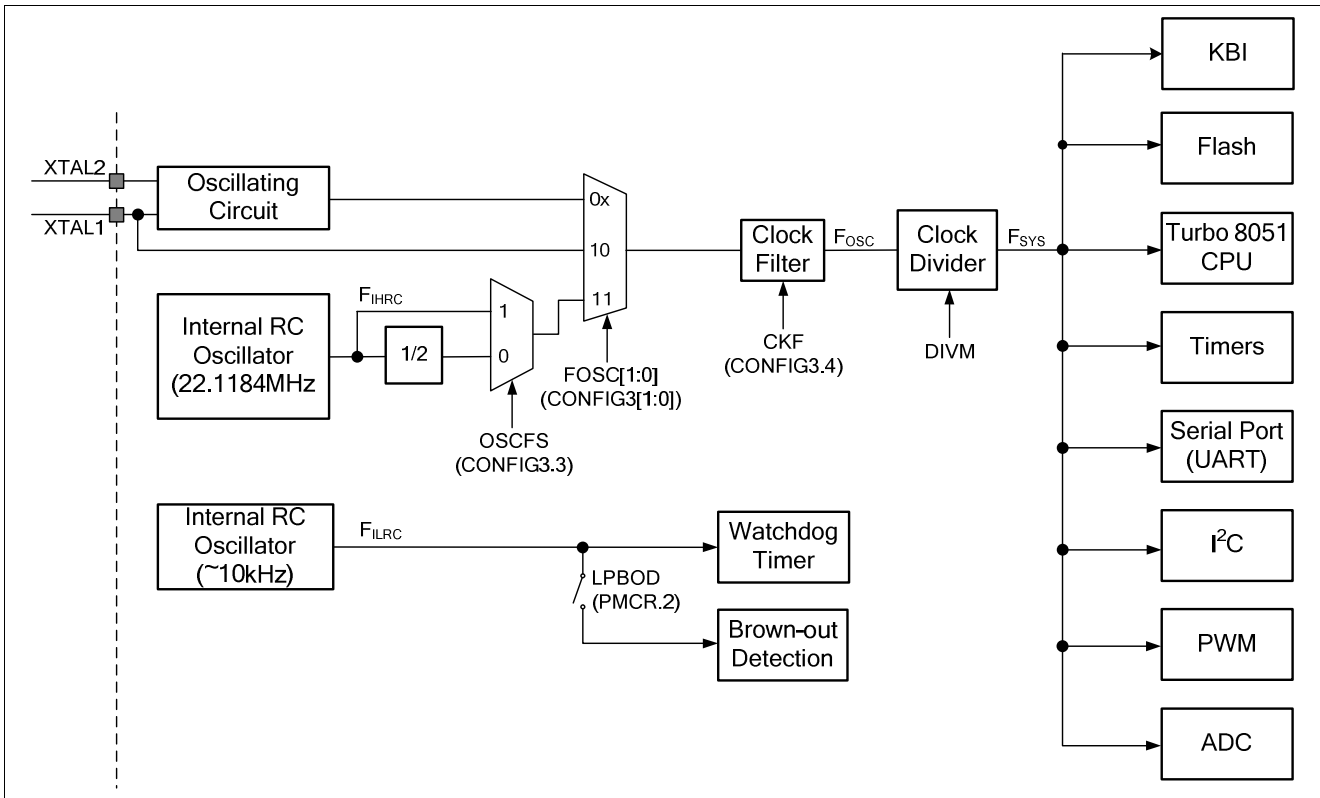 XTAL2
XTAL1
Oscillating
Circuit
0x
10
11
Internal RC
Oscillator
(22.1184MHz
FIHRC
1/2
1
0
OSCFS
(CONFIG3.3)
FOSC[1:0]
(CONFIG3[1:0])
Clock
Filter
CKF
(CONFIG3.4)
FOSC
Clock
Divider
DIVM
FSYS
KBI
Flash
Turbo 8051
CPU
Timers
Serial Port
(UART)
I²C
PWM
ADC
Internal RC
Oscillator
(~10kHz)
FILRC
LPBOD
(PMCR.2)
Watchdog
Timer
Brown-out
Detection